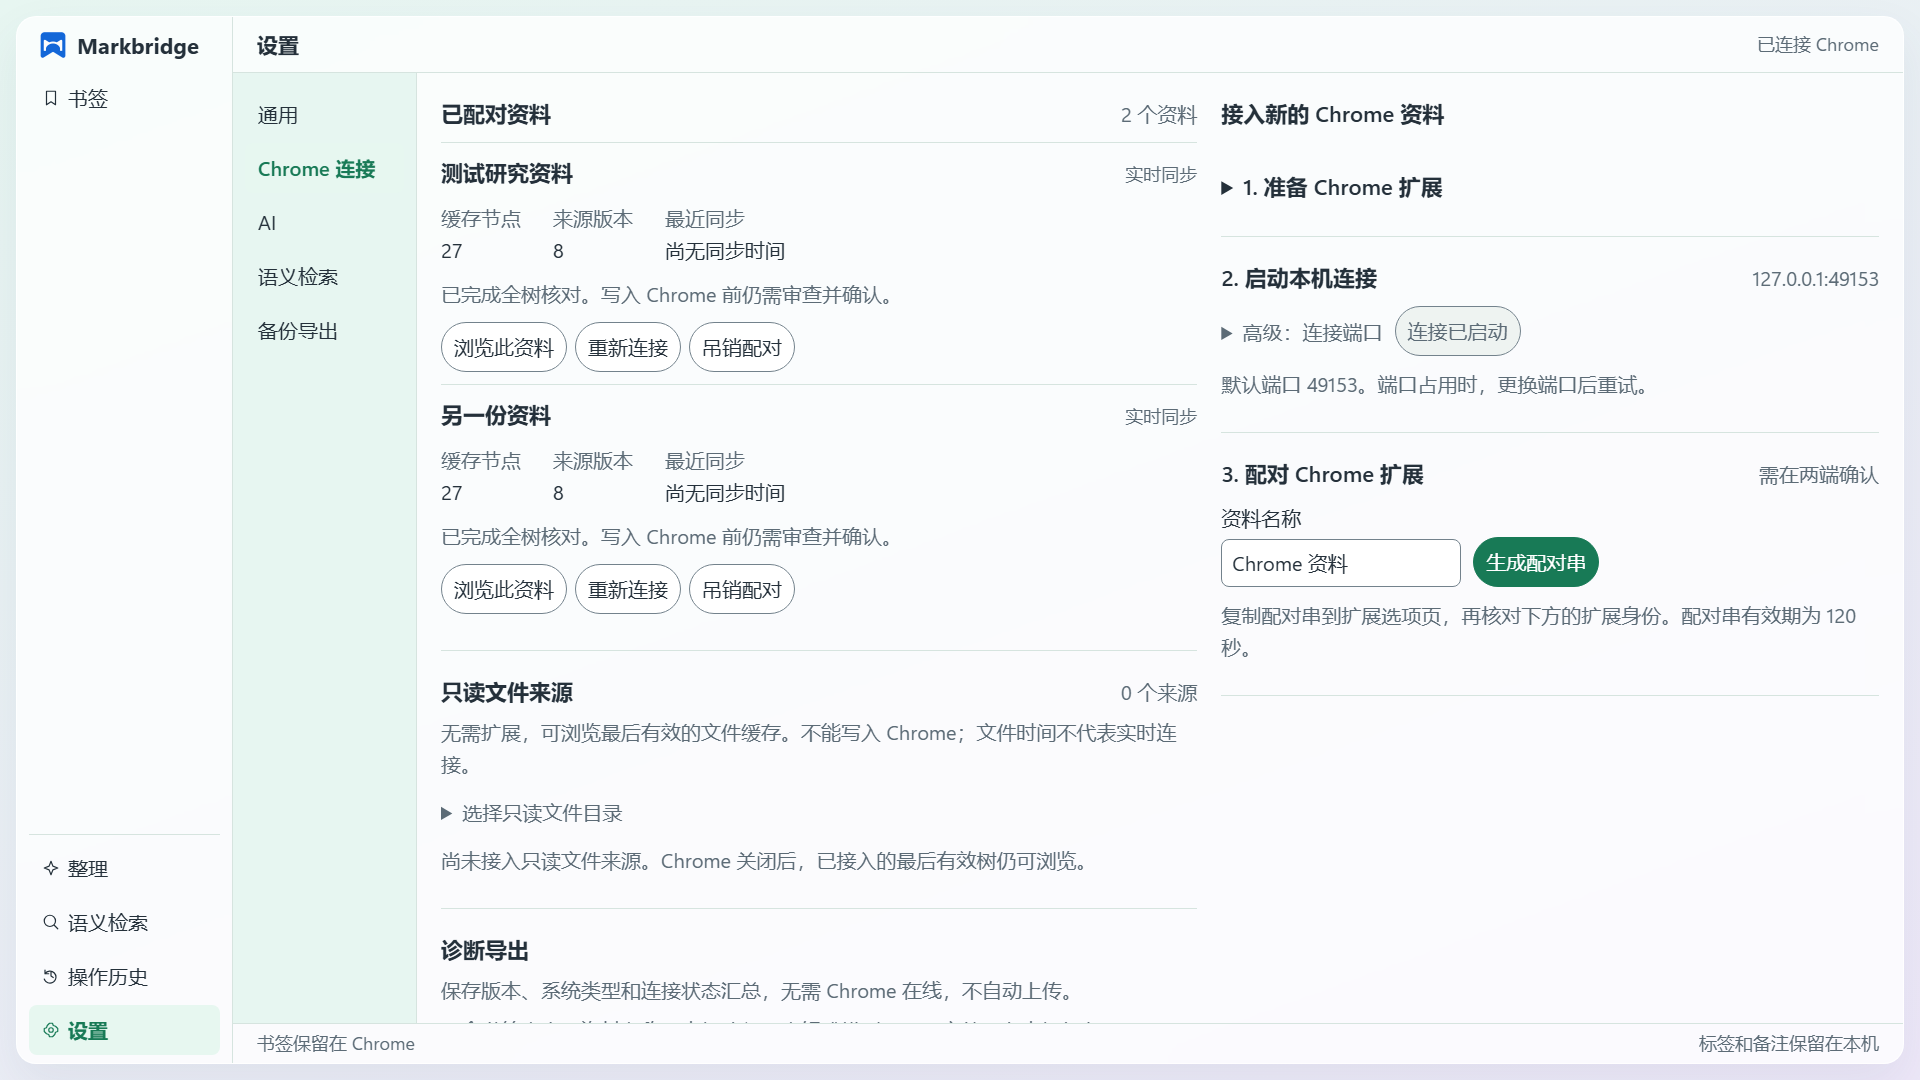 Markbridge
书签
整理
语义检索
操作历史
设置
设置
已连接 Chrome
通用
Chrome 连接
AI
语义检索
备份导出
已配对资料
2 个资料
测试研究资料
实时同步
缓存节点 来源版本 最近同步
27 8 尚无同步时间
已完成全树核对。写入 Chrome 前仍需审查并确认。
浏览此资料 重新连接 吊销配对
另一份资料
实时同步
缓存节点 来源版本 最近同步
27 8 尚无同步时间
已完成全树核对。写入 Chrome 前仍需审查并确认。
浏览此资料 重新连接 吊销配对
只读文件来源
0 个来源
无需扩展，可浏览最后有效的文件缓存。不能写入 Chrome；文件时间不代表实时连
接。
▶ 选择只读文件目录
尚未接入只读文件来源。Chrome 关闭后，已接入的最后有效树仍可浏览。
诊断导出
保存版本、系统类型和连接状态汇总，无需 Chrome 在线，不自动上传。
接入新的 Chrome 资料
▶ 1. 准备 Chrome 扩展
2. 启动本机连接
127.0.0.1:49153
▶ 高级：连接端口 连接已启动
默认端口 49153。端口占用时，更换端口后重试。
3. 配对 Chrome 扩展
需在两端确认
资料名称
Chrome 资料 生成配对串
复制配对串到扩展选项页，再核对下方的扩展身份。配对串有效期为 120
秒。
书签保留在 Chrome
标签和备注保留在本机